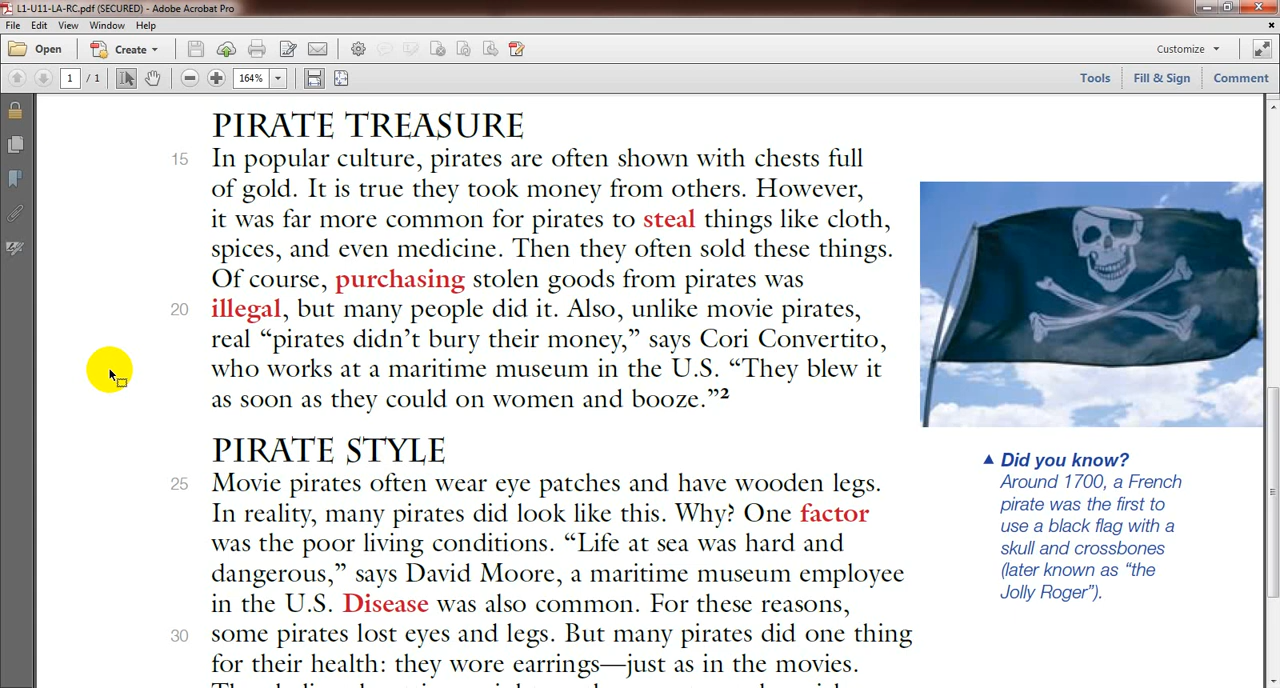 L1-U11-LA-RC.pdf (SECURED) - Adobe Acrobat Pro
File Edit View Window Help
Open Create Customize
1 / 1 164% Tools Fill & Sign Comment
PIRATE TREASURE
15 In popular culture, pirates are often shown with chests full
of gold. It is true they took money from others. However,
it was far more common for pirates to steal things like cloth,
spices, and even medicine. Then they often sold these things.
Of course, purchasing stolen goods from pirates was
20 illegal, but many people did it. Also, unlike movie pirates,
real “pirates didn’t bury their money,” says Cori Convertito,
who works at a maritime museum in the U.S. “They blew it
as soon as they could on women and booze.”²
PIRATE STYLE
25 Movie pirates often wear eye patches and have wooden legs.
In reality, many pirates did look like this. Why? One factor
was the poor living conditions. “Life at sea was hard and
dangerous,” says David Moore, a maritime museum employee
in the U.S. Disease was also common. For these reasons,
30 some pirates lost eyes and legs. But many pirates did one thing
for their health: they wore earrings—just as in the movies.
▲ Did you know?
Around 1700, a French
pirate was the first to
use a black flag with a
skull and crossbones
(later known as “the
Jolly Roger”).